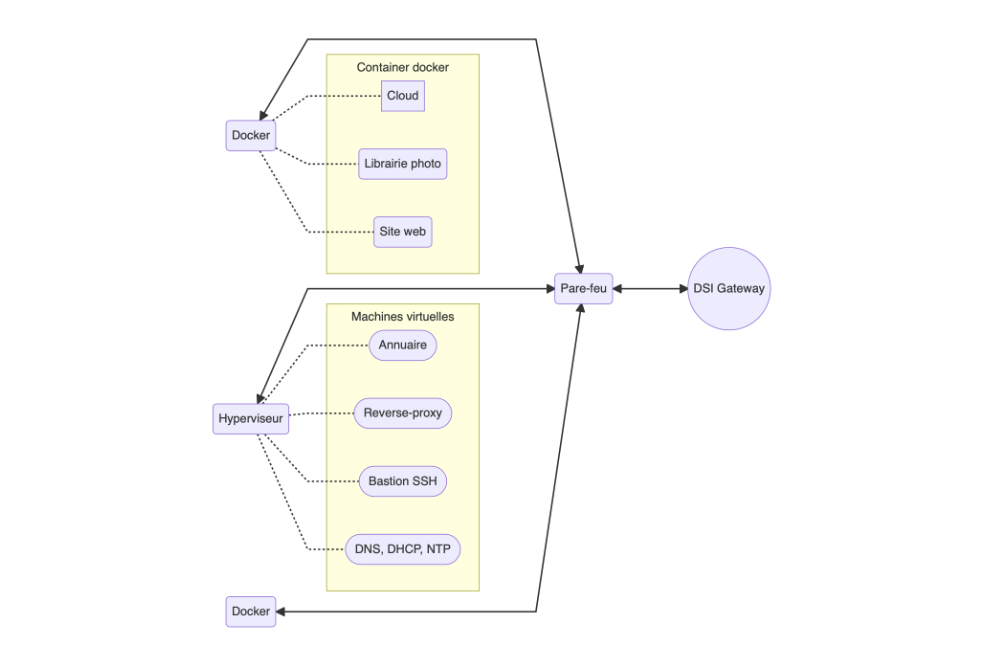 Container docker
Cloud
Docker
Librairie photo
Site web
Pare-feu
DSI Gateway
Machines virtuelles
Annuaire
Reverse-proxy
Hyperviseur
Bastion SSH
DNS, DHCP, NTP
Docker